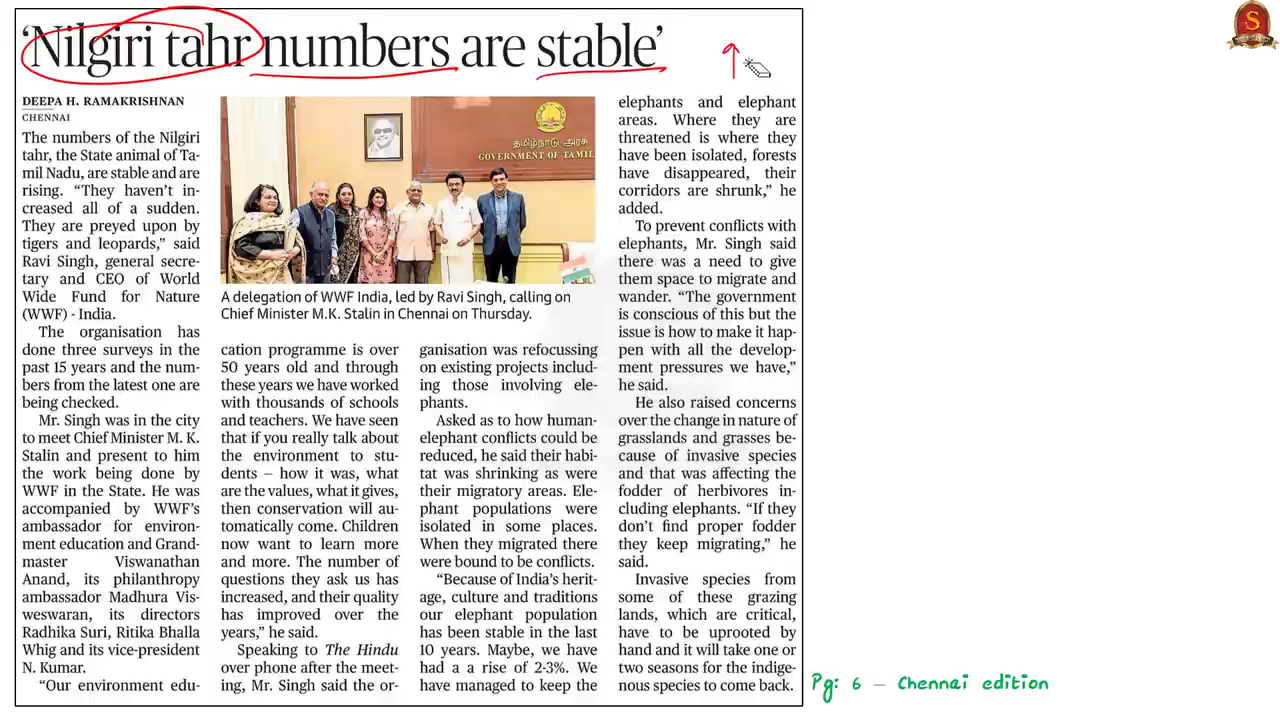 ‘Nilgiri tahr numbers are stable’
DEEPA H. RAMAKRISHNAN
CHENNAI
The numbers of the Nilgiri
tahr, the State animal of Ta-
mil Nadu, are stable and are
rising. “They haven’t in-
creased all of a sudden.
They are preyed upon by
tigers and leopards,” said
Ravi Singh, general secre-
tary and CEO of World
Wide Fund for Nature
(WWF) - India.
The organisation has
done three surveys in the
past 15 years and the num-
bers from the latest one are
being checked.
Mr. Singh was in the city
to meet Chief Minister M. K.
Stalin and present to him
the work being done by
WWF in the State. He was
accompanied by WWF’s
ambassador for environ-
ment education and Grand-
master Viswanathan
Anand, its philanthropy
ambassador Madhura Vis-
weswaran, its directors
Radhika Suri, Ritika Bhalla
Whig and its vice-president
N. Kumar.
“Our environment edu-
தமிழ்நாடு அரசு
GOVERNMENT OF TAMIL
A delegation of WWF India, led by Ravi Singh, calling on
Chief Minister M.K. Stalin in Chennai on Thursday.
cation programme is over
50 years old and through
these years we have worked
with thousands of schools
and teachers. We have seen
that if you really talk about
the environment to stu-
dents – how it was, what
are the values, what it gives,
then conservation will au-
tomatically come. Children
now want to learn more
and more. The number of
questions they ask us has
increased, and their quality
has improved over the
years,” he said.
Speaking to The Hindu
over phone after the meet-
ing, Mr. Singh said the or-
ganisation was refocussing
on existing projects includ-
ing those involving ele-
phants.
Asked as to how human-
elephant conflicts could be
reduced, he said their habi-
tat was shrinking as were
their migratory areas. Ele-
phant populations were
isolated in some places.
When they migrated there
were bound to be conflicts.
“Because of India’s herit-
age, culture and traditions
our elephant population
has been stable in the last
10 years. Maybe, we have
had a a rise of 2-3%. We
have managed to keep the
elephants and elephant
areas. Where they are
threatened is where they
have been isolated, forests
have disappeared, their
corridors are shrunk,” he
added.
To prevent conflicts with
elephants, Mr. Singh said
there was a need to give
them space to migrate and
wander. “The government
is conscious of this but the
issue is how to make it hap-
pen with all the develop-
ment pressures we have,”
he said.
He also raised concerns
over the change in nature of
grasslands and grasses be-
cause of invasive species
and that was affecting the
fodder of herbivores in-
cluding elephants. “If they
don’t find proper fodder
they keep migrating,” he
said.
Invasive species from
some of these grazing
lands, which are critical,
have to be uprooted by
hand and it will take one or
two seasons for the indige-
nous species to come back.
Pg: 6 – Chennai edition
S